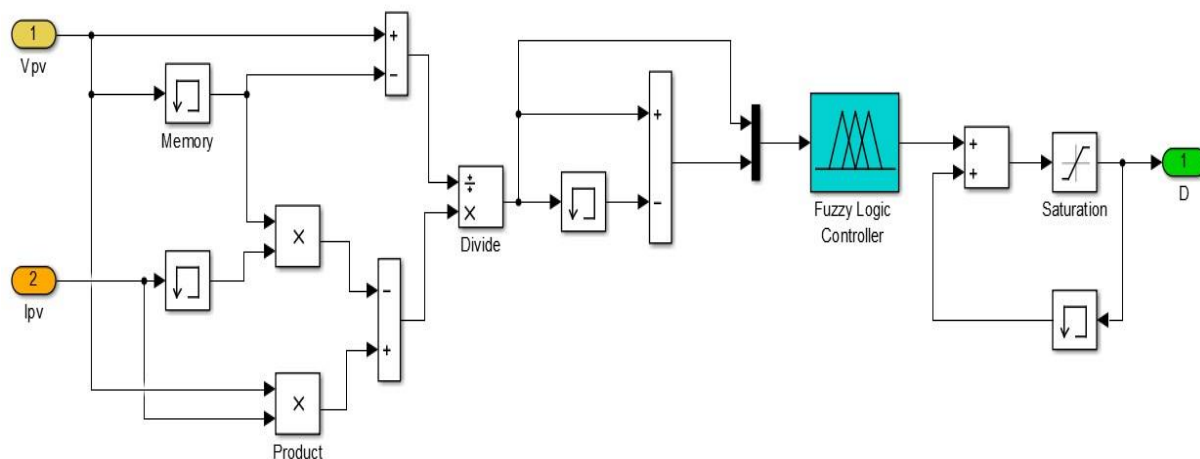 1
Vpv
Memory
+
−
2
Ipv
×
×
Product
−
+
÷
×
Divide
+
−
Fuzzy Logic
Controller
+
+
Saturation
1
D